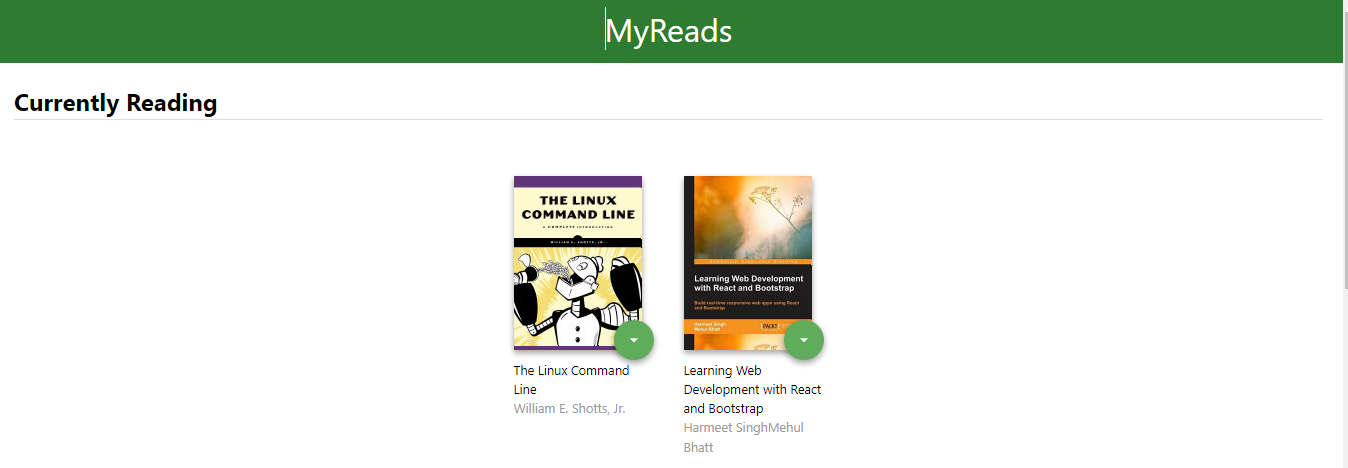 MyReads
Currently Reading
THE LINUX
COMMAND LINE
A COMPLETE INTRODUCTION
WILLIAM E. SHOTTS, JR.
Learning Web Development
with React and Bootstrap
Build real-time responsive web apps using React
and Bootstrap
Harmeet Singh
Mehul Bhatt
PACKT
The Linux Command
Line
William E. Shotts, Jr.
Learning Web
Development with React
and Bootstrap
Harmeet SinghMehul
Bhatt